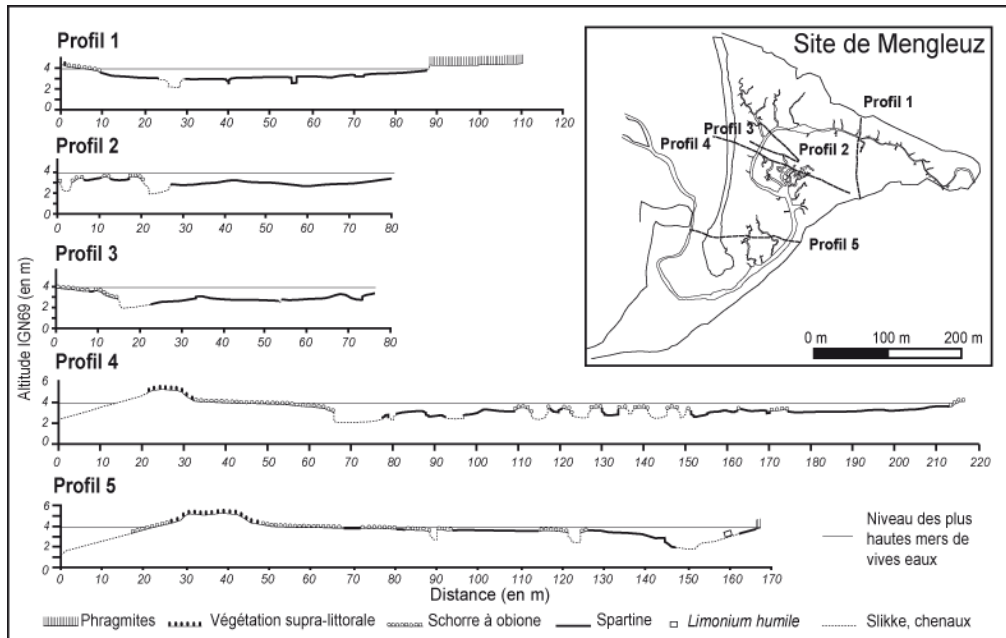 Site de Mengleuz
Profil 1
Profil 3
Profil 4
Profil 2
Profil 5
0 m 100 m 200 m
Altitude IGN69 (en m)
Profil 1
4
2
0
0 10 20 30 40 50 60 70 80 90 100 110 120
Profil 2
4
2
0
0 10 20 30 40 50 60 70 80
Profil 3
4
2
0
0 10 20 30 40 50 60 70 80
Profil 4
6
4
2
0
0 10 20 30 40 50 60 70 80 90 100 110 120 130 140 150 160 170 180 190 200 210 220
Profil 5
6
4
2
0
0 10 20 30 40 50 60 70 80 90 100 110 120 130 140 150 160 170
Distance (en m)
Niveau des plus
hautes mers de
vives eaux
Phragmites Végétation supra-littorale Schorre à obione Spartine Limonium humile Slikke, chenaux